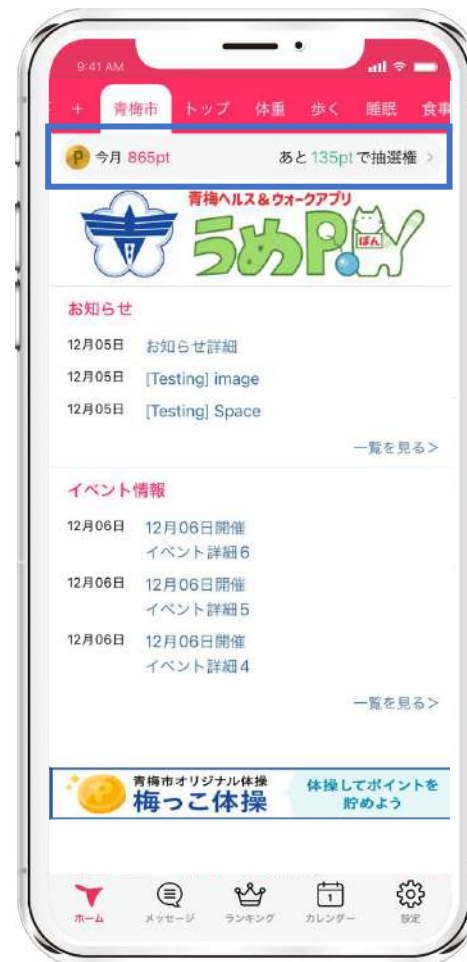 9:41 AM
+ 青梅市 トップ 体重 歩く 睡眠 食事
P 今月 865pt あと 135pt で抽選権 >
青梅ヘルス&ウォークアプリ
うめPぽん
お知らせ
12月05日 お知らせ詳細
12月05日 [Testing] image
12月05日 [Testing] Space
一覧を見る>
イベント情報
12月06日 12月06日開催
イベント詳細6
12月06日 12月06日開催
イベント詳細5
12月06日 12月06日開催
イベント詳細4
一覧を見る>
青梅市オリジナル体操
梅っこ体操
体操してポイントを
貯めよう
ホーム メッセージ ランキング カレンダー 設定